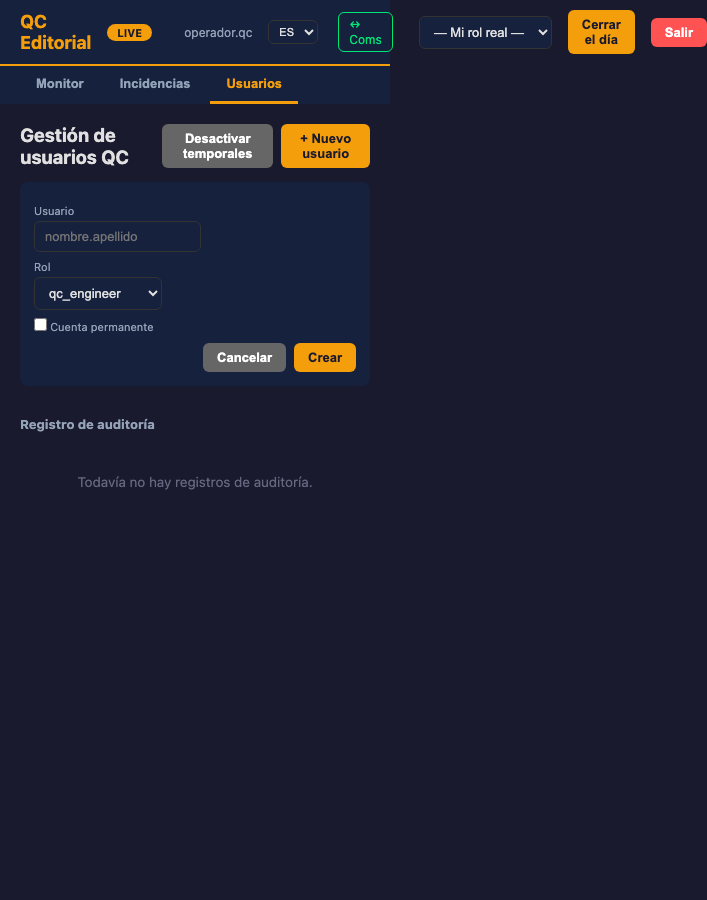 QC
Editorial
LIVE
operador.qc
ES
↔
Coms
— Mi rol real —
Cerrar
el día
Salir
Monitor
Incidencias
Usuarios
Gestión de
usuarios QC
Desactivar
temporales
+ Nuevo
usuario
Usuario
nombre.apellido
Rol
qc_engineer
Cuenta permanente
Cancelar
Crear
Registro de auditoría
Todavía no hay registros de auditoría.